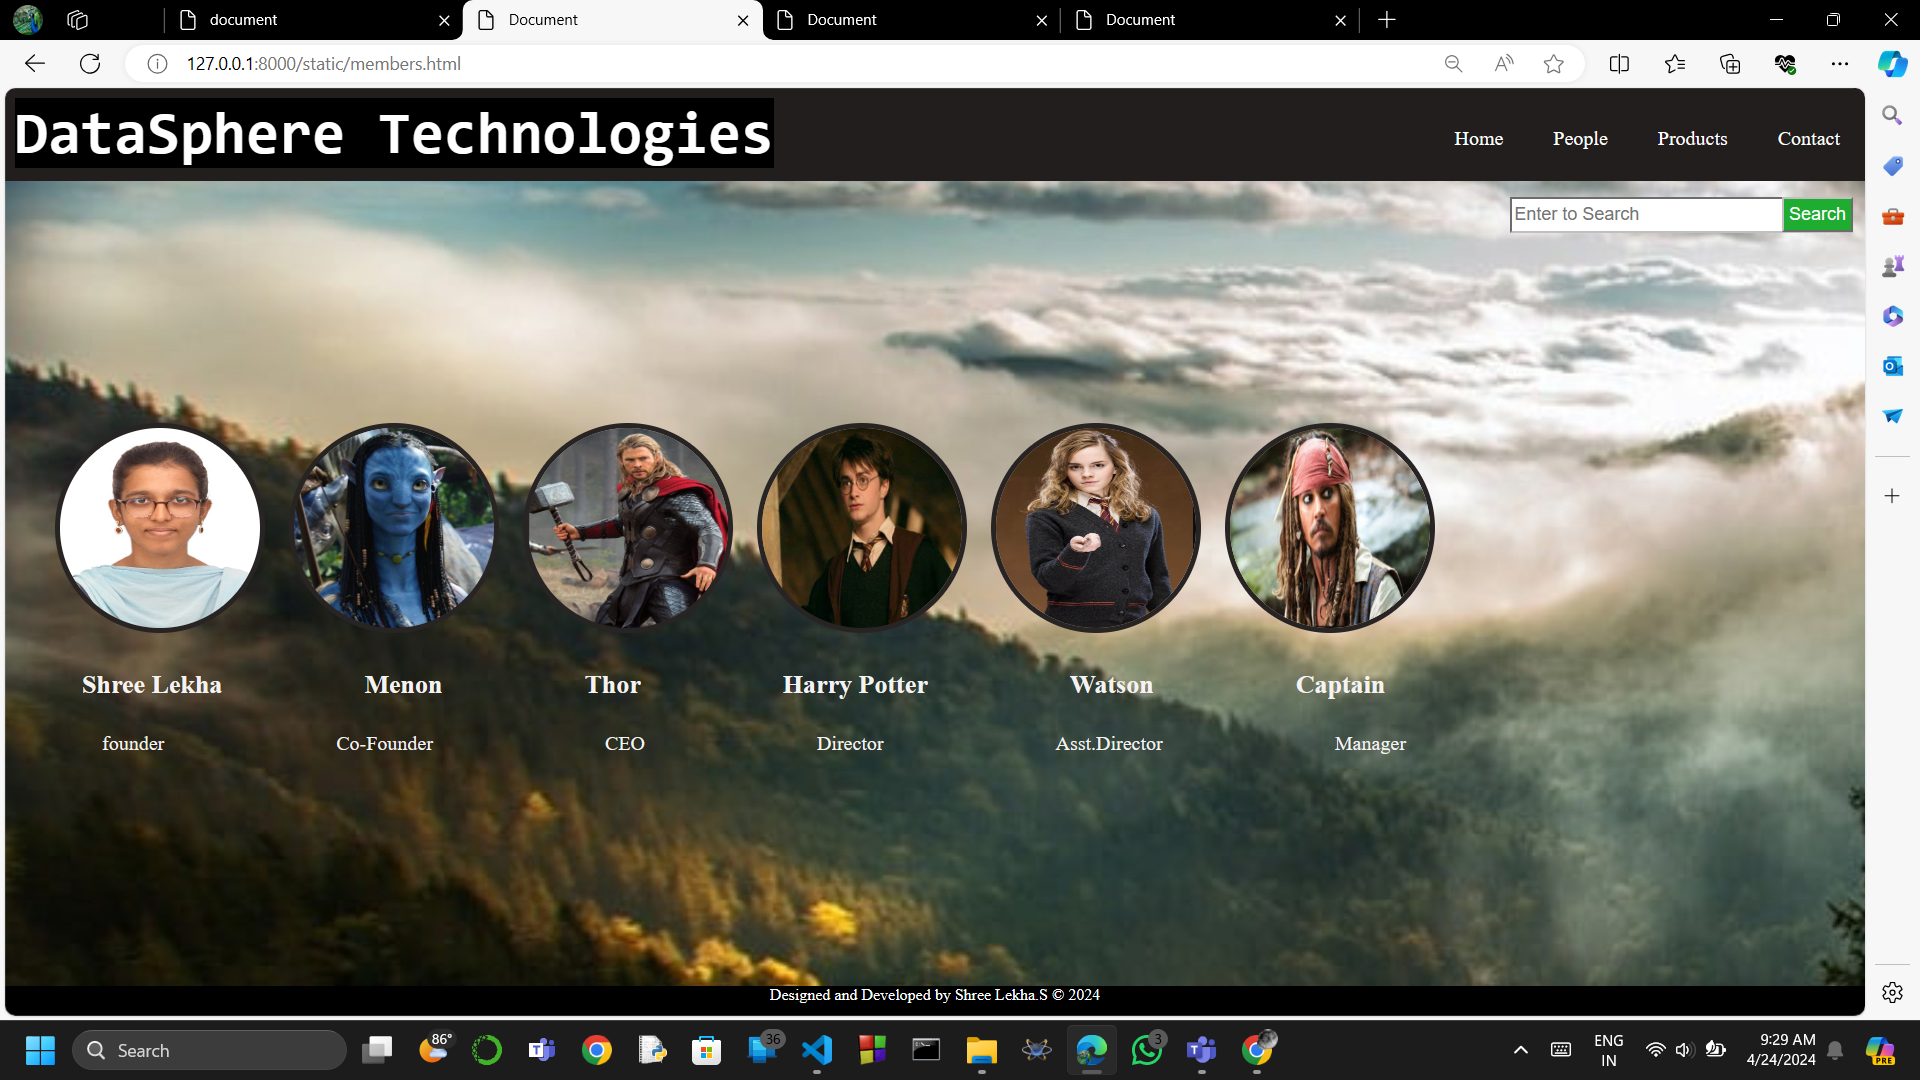 document
Document
Document
Document
127.0.0.1:8000/static/members.html
DataSphere Technologies
Home People Products Contact
Enter to Search Search
Shree Lekha Menon Thor Harry Potter Watson Captain
founder Co-Founder CEO Director Asst.Director Manager
Designed and Developed by Shree Lekha.S © 2024
Search
86°
36
3
ENG
IN
9:29 AM
4/24/2024
PRE